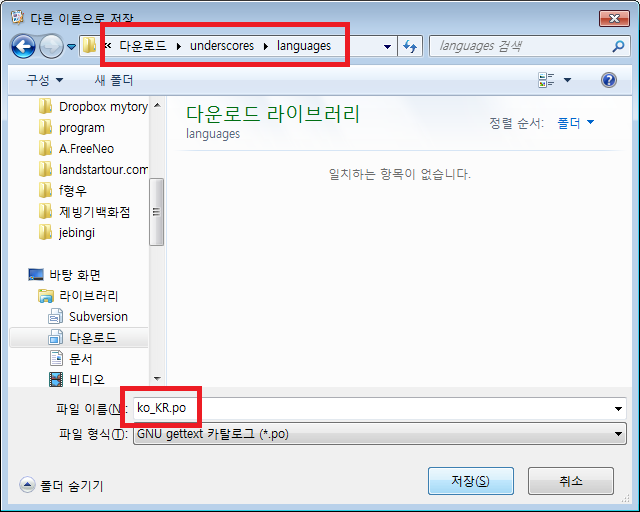 다른 이름으로 저장
« 다운로드 ▸ underscores ▸ languages
languages 검색
구성 ▼ 새 폴더
Dropbox mytory
program
A.FreeNeo
landstartour.com
f형우
제빙기백화점
jebingi
바탕 화면
라이브러리
Subversion
다운로드
문서
비디오
다운로드 라이브러리
languages
정렬 순서: 폴더 ▼
일치하는 항목이 없습니다.
파일 이름(N): ko_KR.po
파일 형식(T): GNU gettext 카탈로그 (*.po)
폴더 숨기기
저장(S)
취소